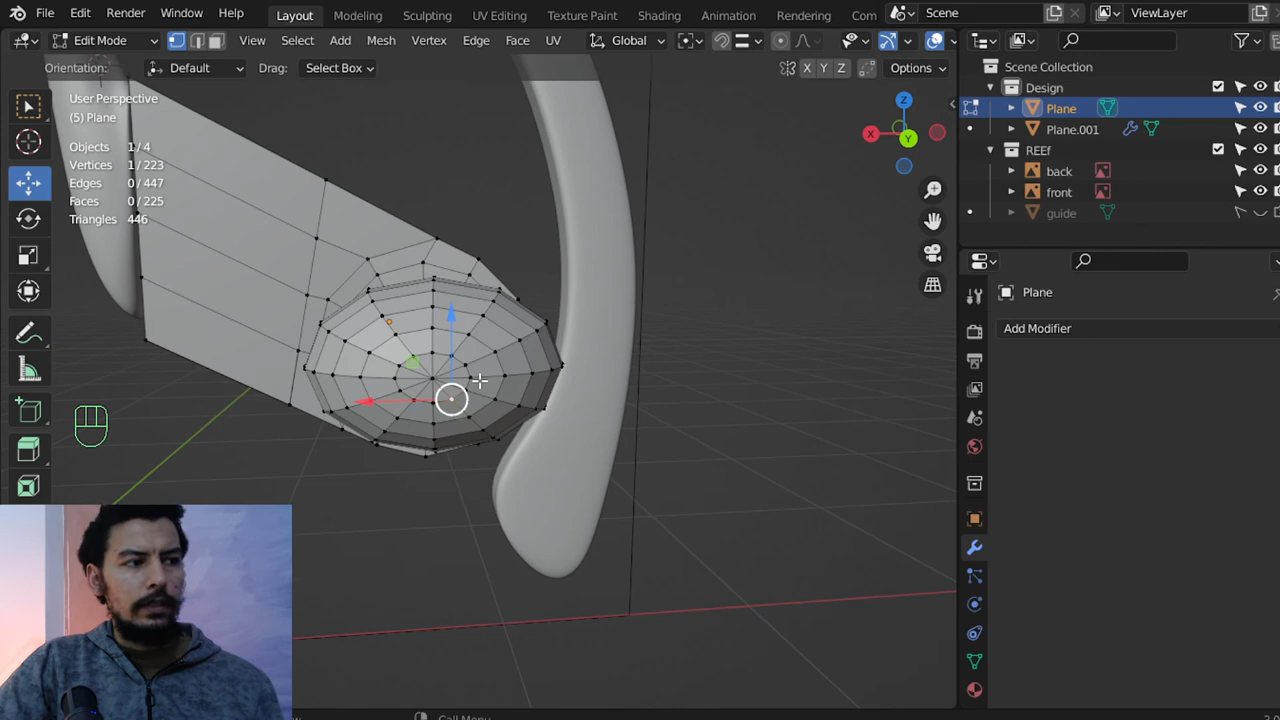 File Edit Render Window Help Layout Modeling Sculpting UV Editing Texture Paint Shading Animation Rendering Com Scene ViewLayer
Edit Mode View Select Add Mesh Vertex Edge Face UV Global
Orientation: Default Drag: Select Box X Y Z Options
Scene Collection
Design
Plane
Plane.001
REEf
back
front
guide
User Perspective
(5) Plane
Objects 1/4
Vertices 1/223
Edges 0/447
Faces 0/225
Triangles 446
Z
X
Y
Plane
Add Modifier
Call Menu